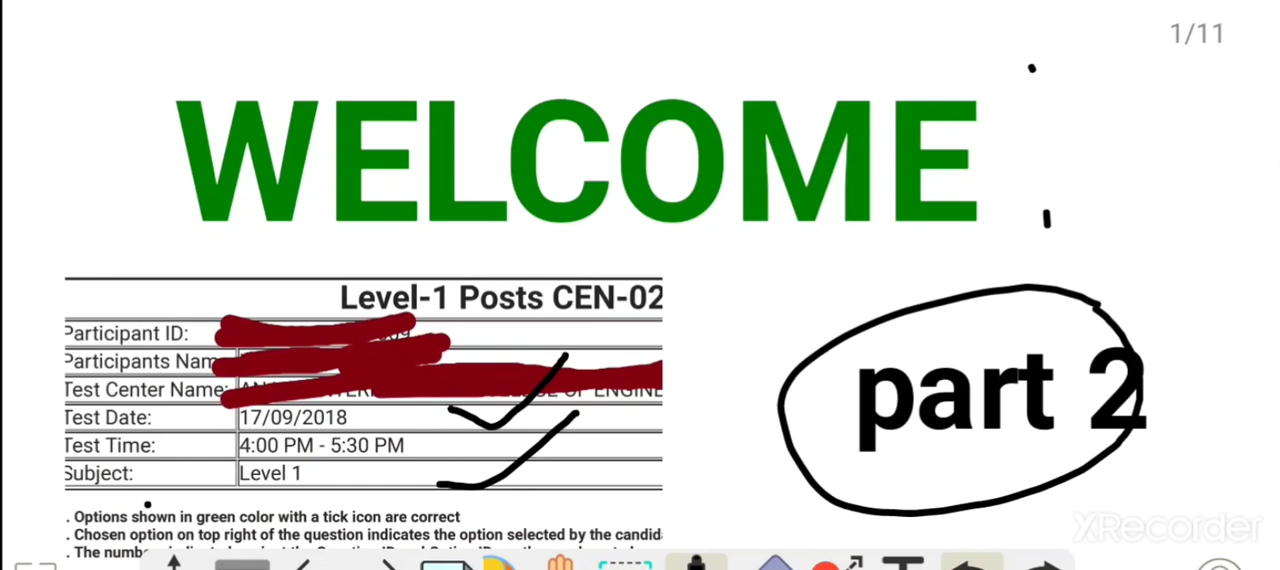 1/11
WELCOME
Level-1 Posts CEN-02
Participant ID:
Participants Nam
Test Center Name: ENGINE
Test Date: 17/09/2018
Test Time: 4:00 PM - 5:30 PM
Subject: Level 1
part 2
. Options shown in green color with a tick icon are correct
. Chosen option on top right of the question indicates the option selected by the candid
. The numb
XRecorder